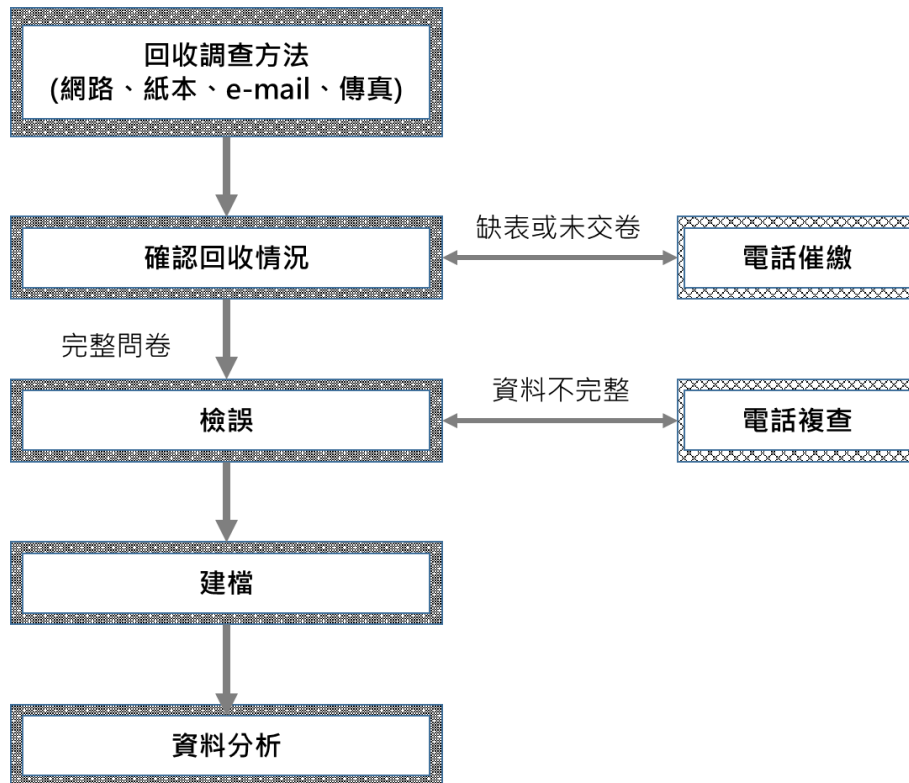 回收調查方法
(網路、紙本、e-mail、傳真)
確認回收情況
缺表或未交卷
電話催繳
完整問卷
檢誤
資料不完整
電話複查
建檔
資料分析